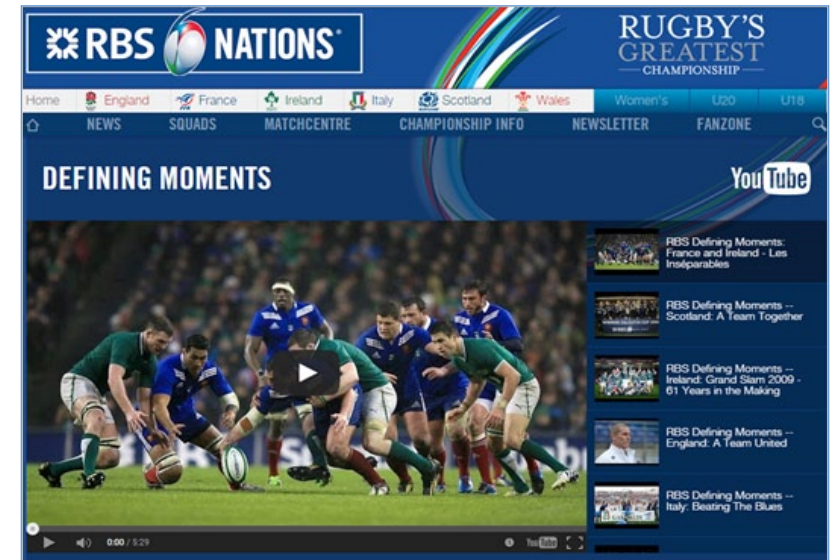 RBS 6 NATIONS
RUGBY'S
GREATEST
CHAMPIONSHIP
Home England France Ireland Italy Scotland Wales Women's U20 U18
NEWS SQUADS MATCHCENTRE CHAMPIONSHIP INFO NEWSLETTER FANZONE
DEFINING MOMENTS
YouTube
RBS Defining Moments:
France and Ireland - Les
Inséparables
RBS Defining Moments --
Scotland: A Team Together
RBS Defining Moments --
Ireland: Grand Slam 2009 -
61 Years in the Making
RBS Defining Moments --
England: A Team United
RBS Defining Moments --
Italy: Beating The Blues
0:00 / 5:29
YouTube